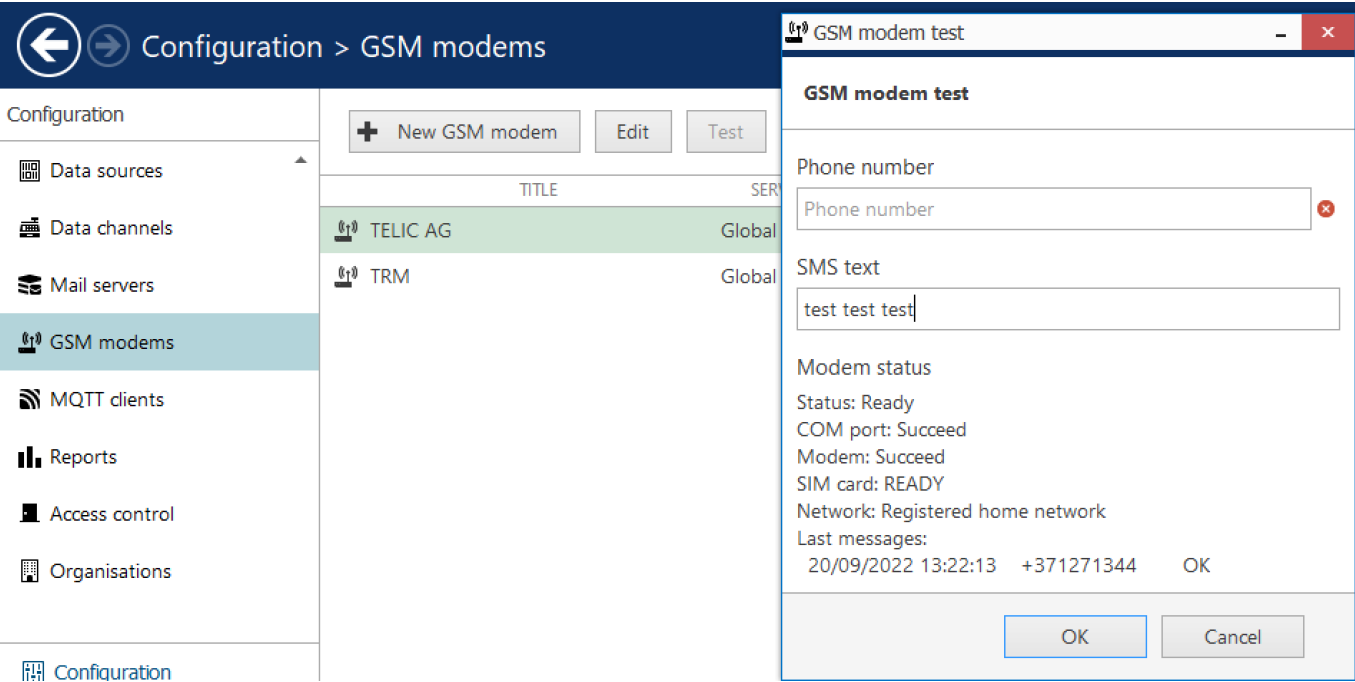 Configuration > GSM modems
Configuration
Data sources
Data channels
Mail servers
GSM modems
MQTT clients
Reports
Access control
Organisations
Configuration
New GSM modem Edit Test
TITLE
TELIC AG Global
TRM Global
GSM modem test
GSM modem test
Phone number
Phone number
SMS text
test test test
Modem status
Status: Ready
COM port: Succeed
Modem: Succeed
SIM card: READY
Network: Registered home network
Last messages:
20/09/2022 13:22:13 +371271344 OK
OK Cancel